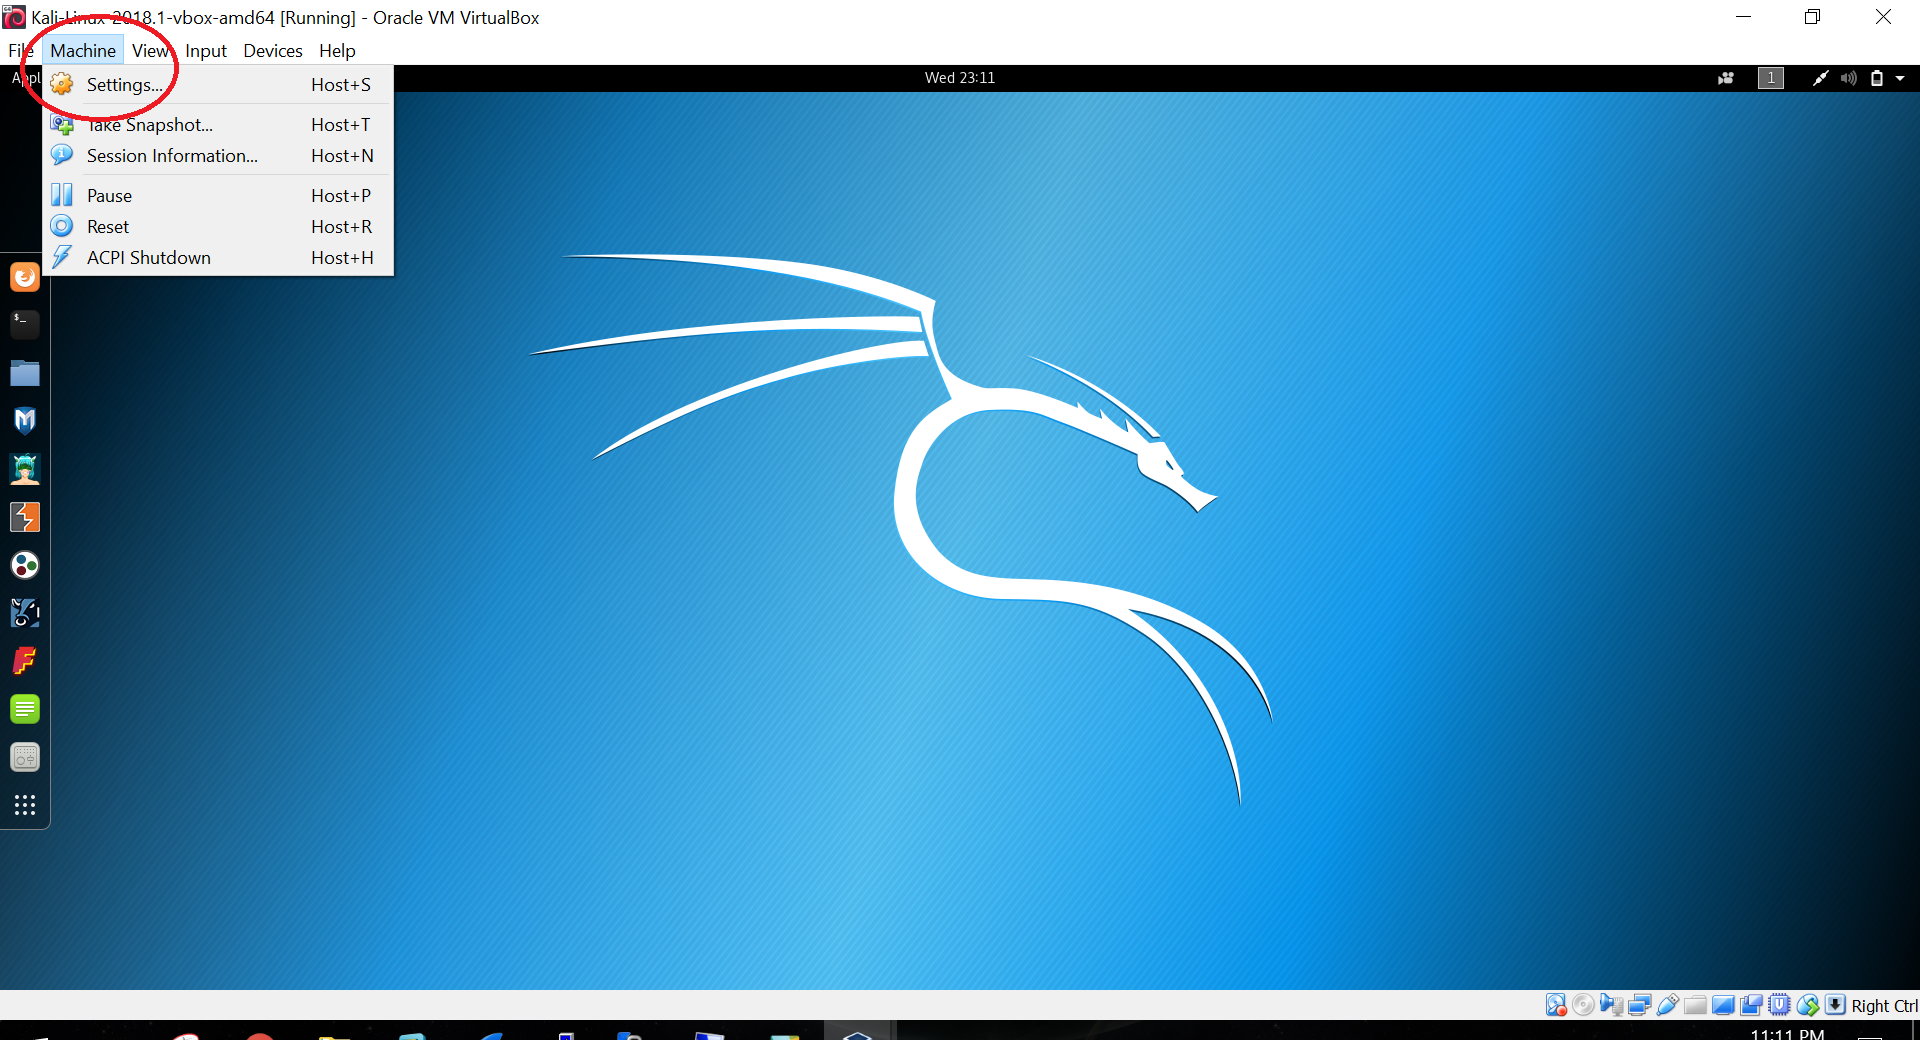 Kali-Linux-2018.1-vbox-amd64 [Running] - Oracle VM VirtualBox
File Machine View Input Devices Help
Appl
Wed 23:11
1
Settings... Host+S
Take Snapshot... Host+T
Session Information... Host+N
Pause Host+P
Reset Host+R
ACPI Shutdown Host+H
$_
Right Ctrl
11:11 PM